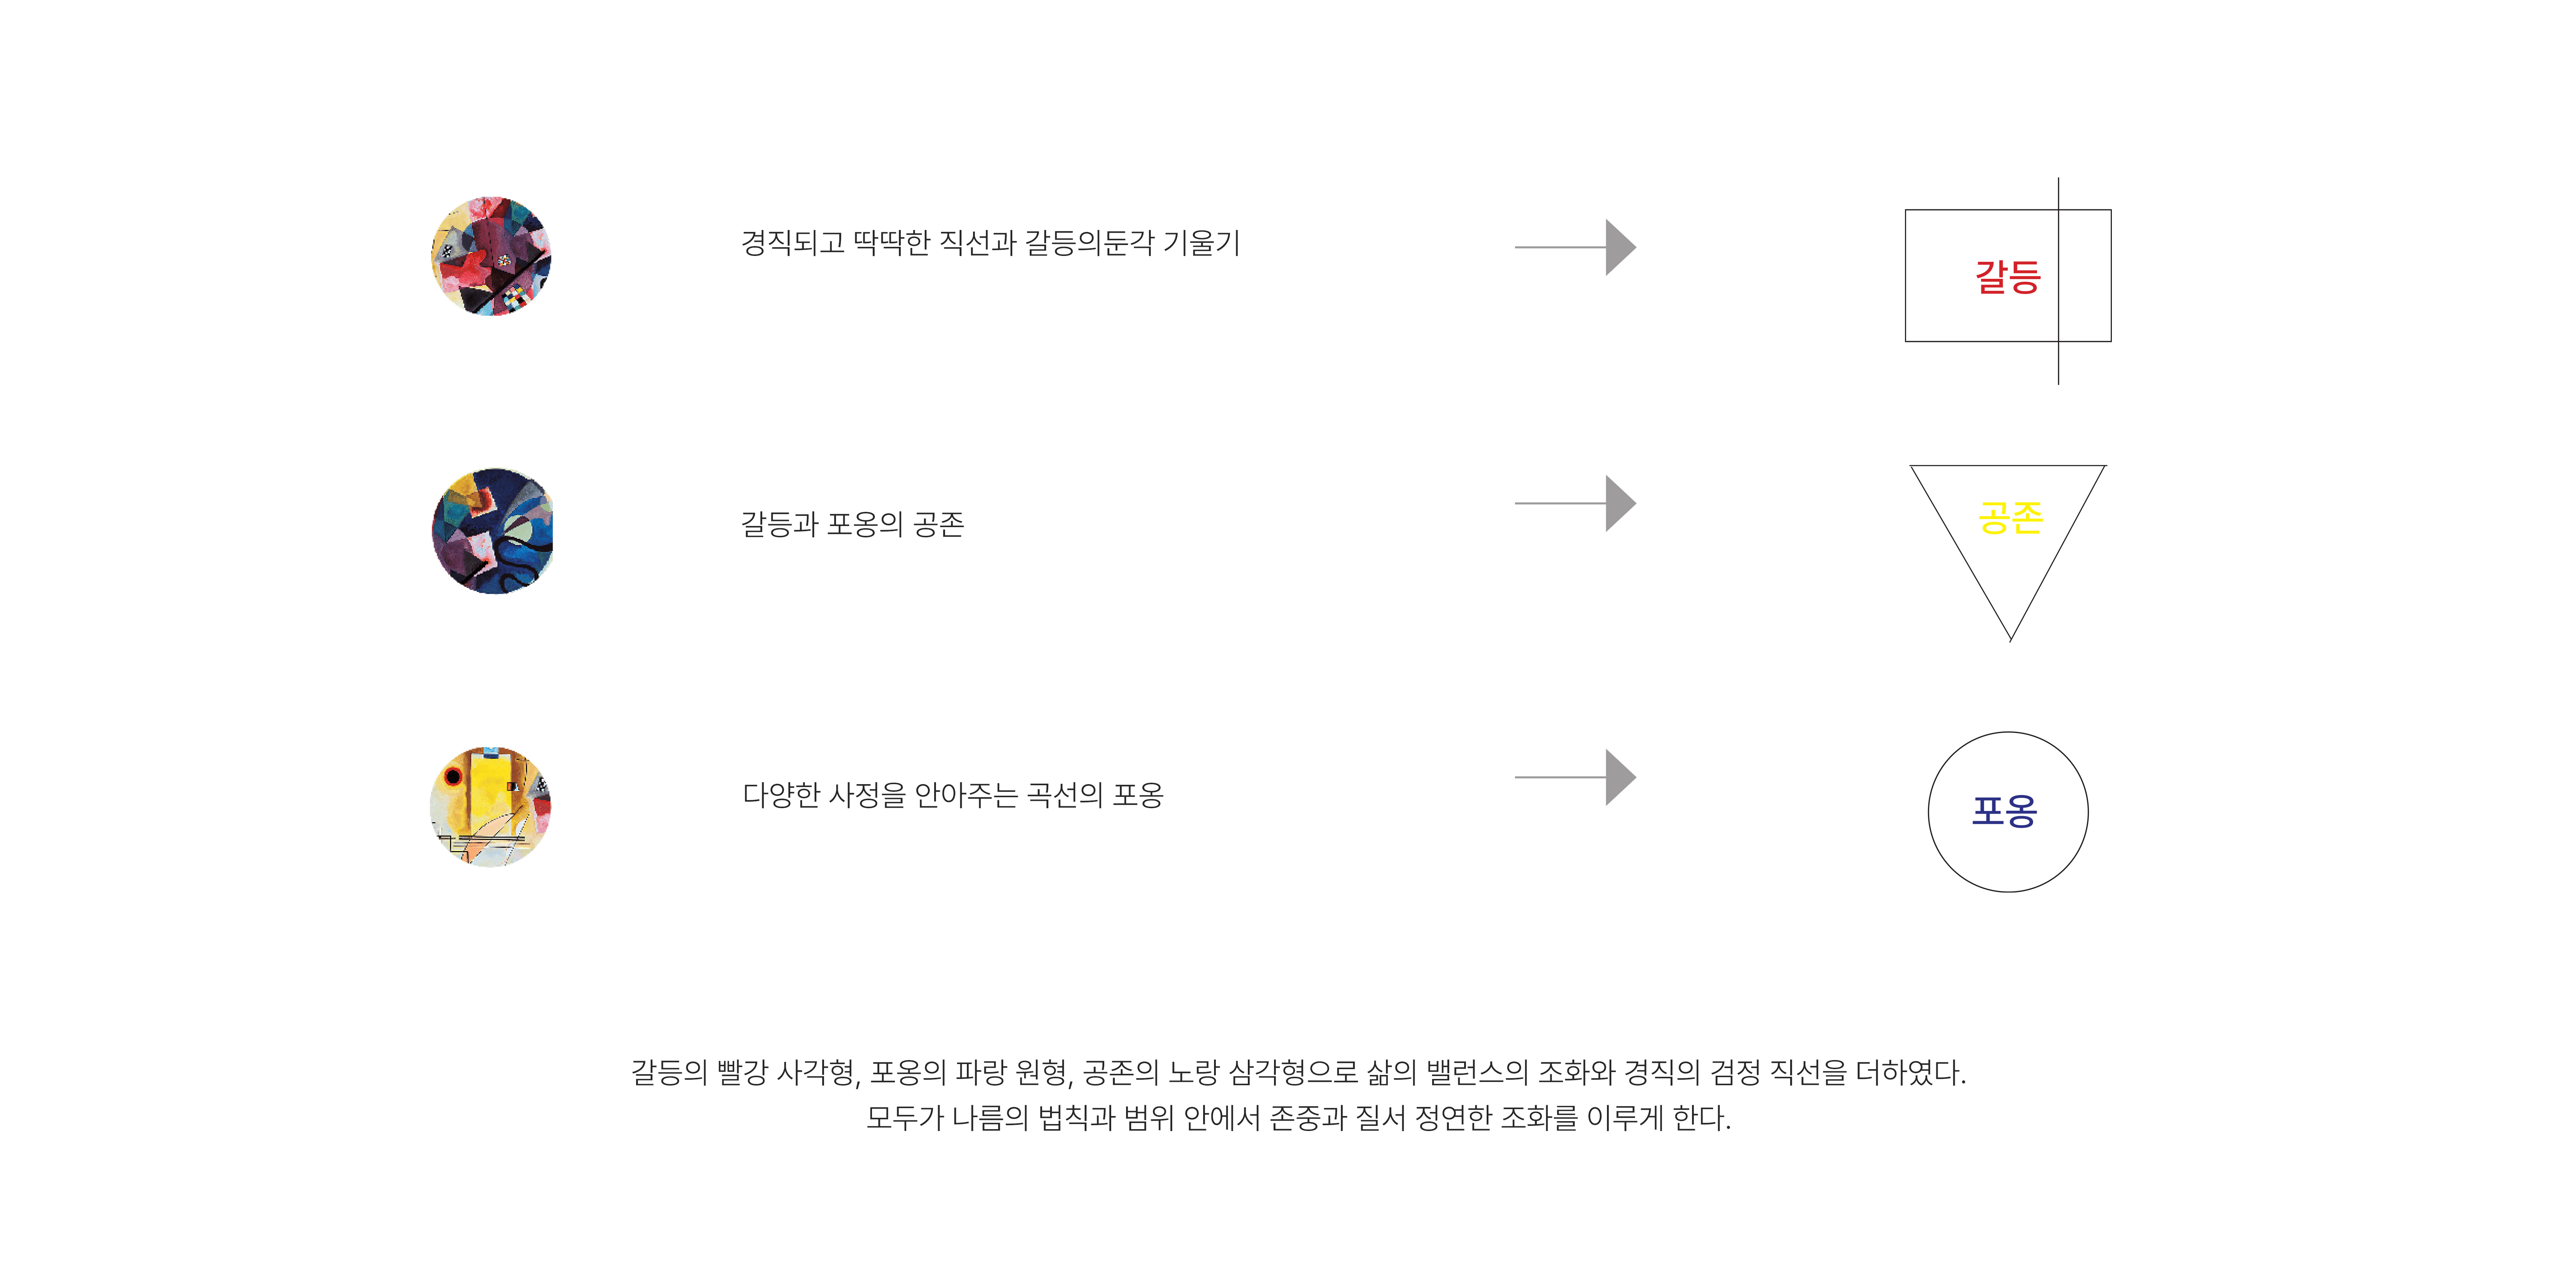 경직되고 딱딱한 직선과 갈등의둔각 기울기
갈등
갈등과 포옹의 공존
공존
다양한 사정을 안아주는 곡선의 포옹
포옹
갈등의 빨강 사각형, 포옹의 파랑 원형, 공존의 노랑 삼각형으로 삶의 밸런스의 조화와 경직의 검정 직선을 더하였다.
모두가 나름의 법칙과 범위 안에서 존중과 질서 정연한 조화를 이루게 한다.